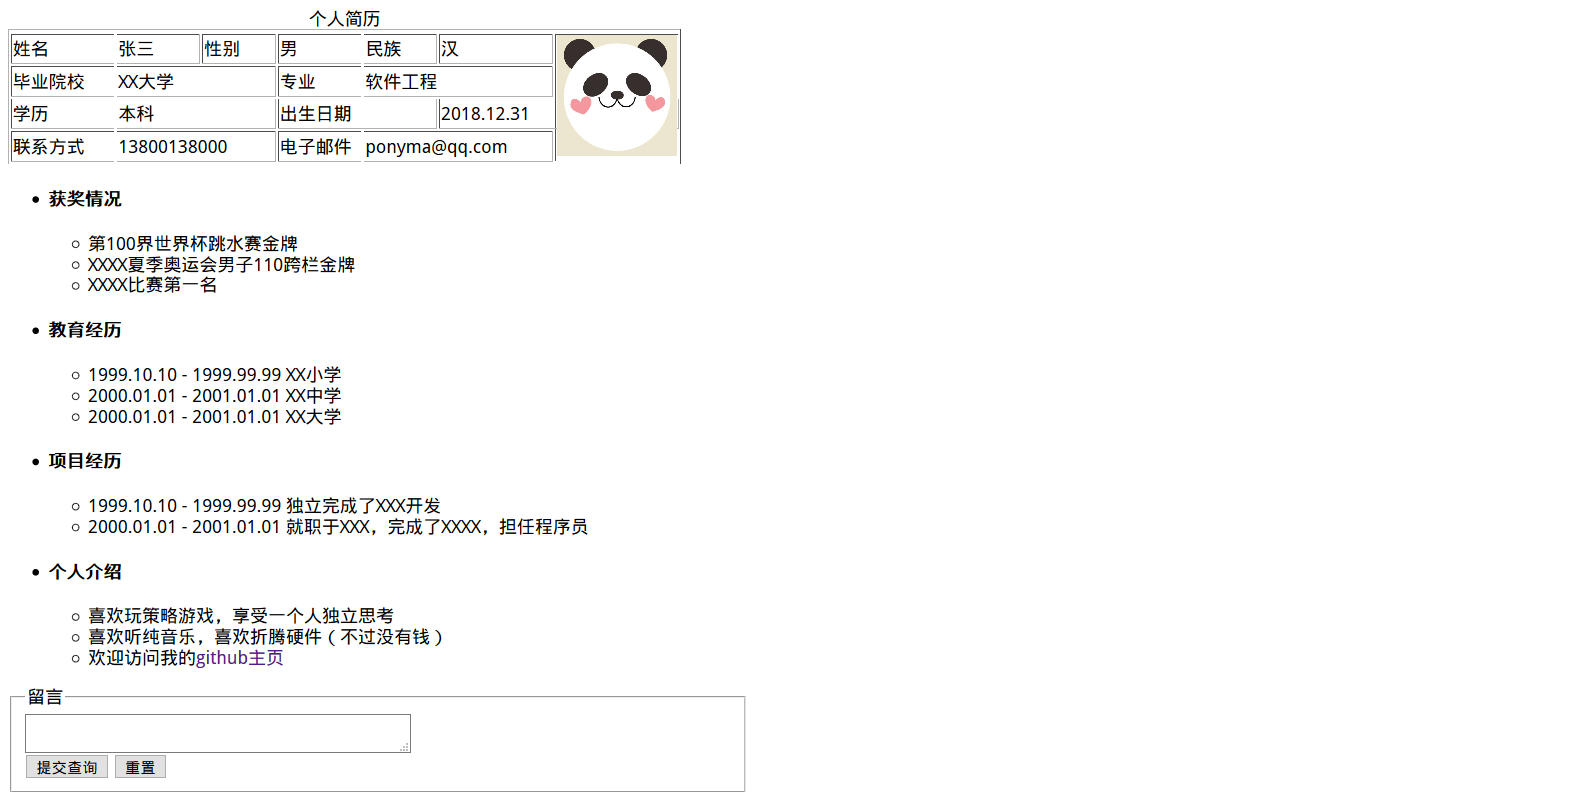 个人简历
姓名 张三 性别 男 民族 汉
毕业院校 XX大学 专业 软件工程
学历 本科 出生日期 2018.12.31
联系方式 13800138000 电子邮件 ponyma@qq.com
获奖情况
第100界世界杯跳水赛金牌
XXXX夏季奥运会男子110跨栏金牌
XXXX比赛第一名
教育经历
1999.10.10 - 1999.99.99 XX小学
2000.01.01 - 2001.01.01 XX中学
2000.01.01 - 2001.01.01 XX大学
项目经历
1999.10.10 - 1999.99.99 独立完成了XXX开发
2000.01.01 - 2001.01.01 就职于XXX，完成了XXXX，担任程序员
个人介绍
喜欢玩策略游戏，享受一个人独立思考
喜欢听纯音乐，喜欢折腾硬件（不过没有钱）
欢迎访问我的github主页
留言
提交查询 重置